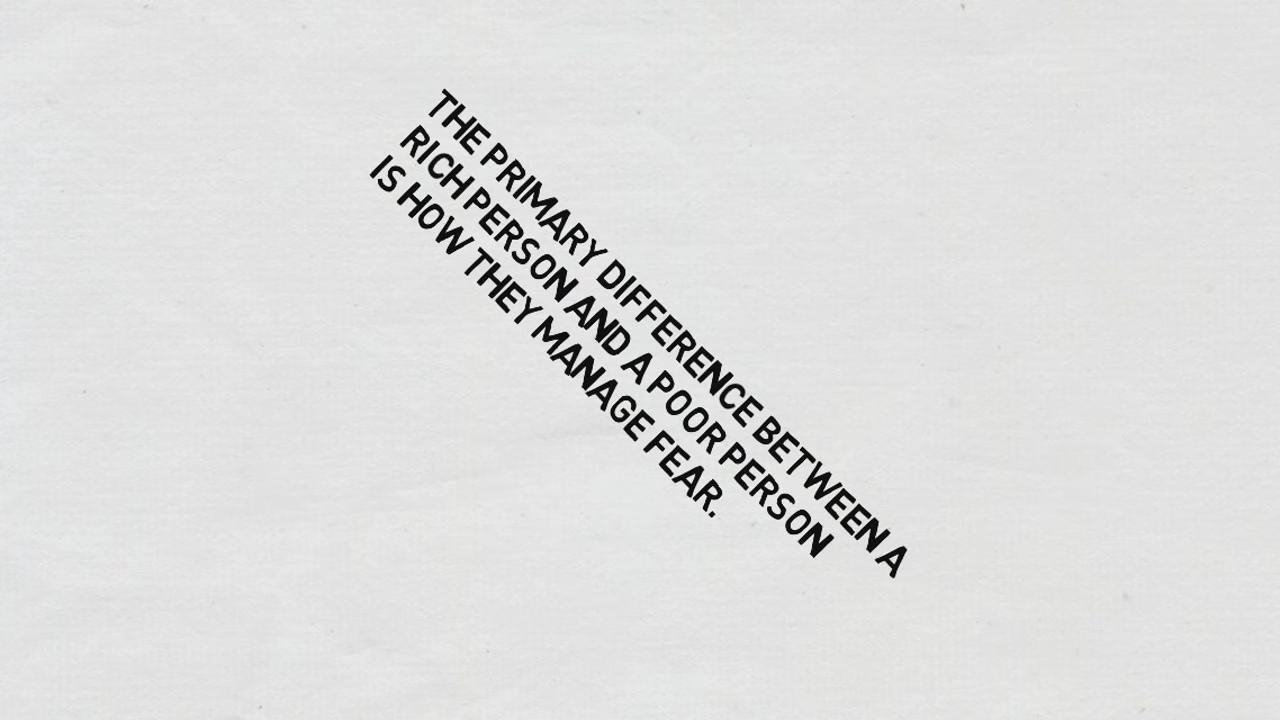 THE PRIMARY DIFFERENCE BETWEEN A
RICH PERSON AND A POOR PERSON
IS HOW THEY MANAGE FEAR.